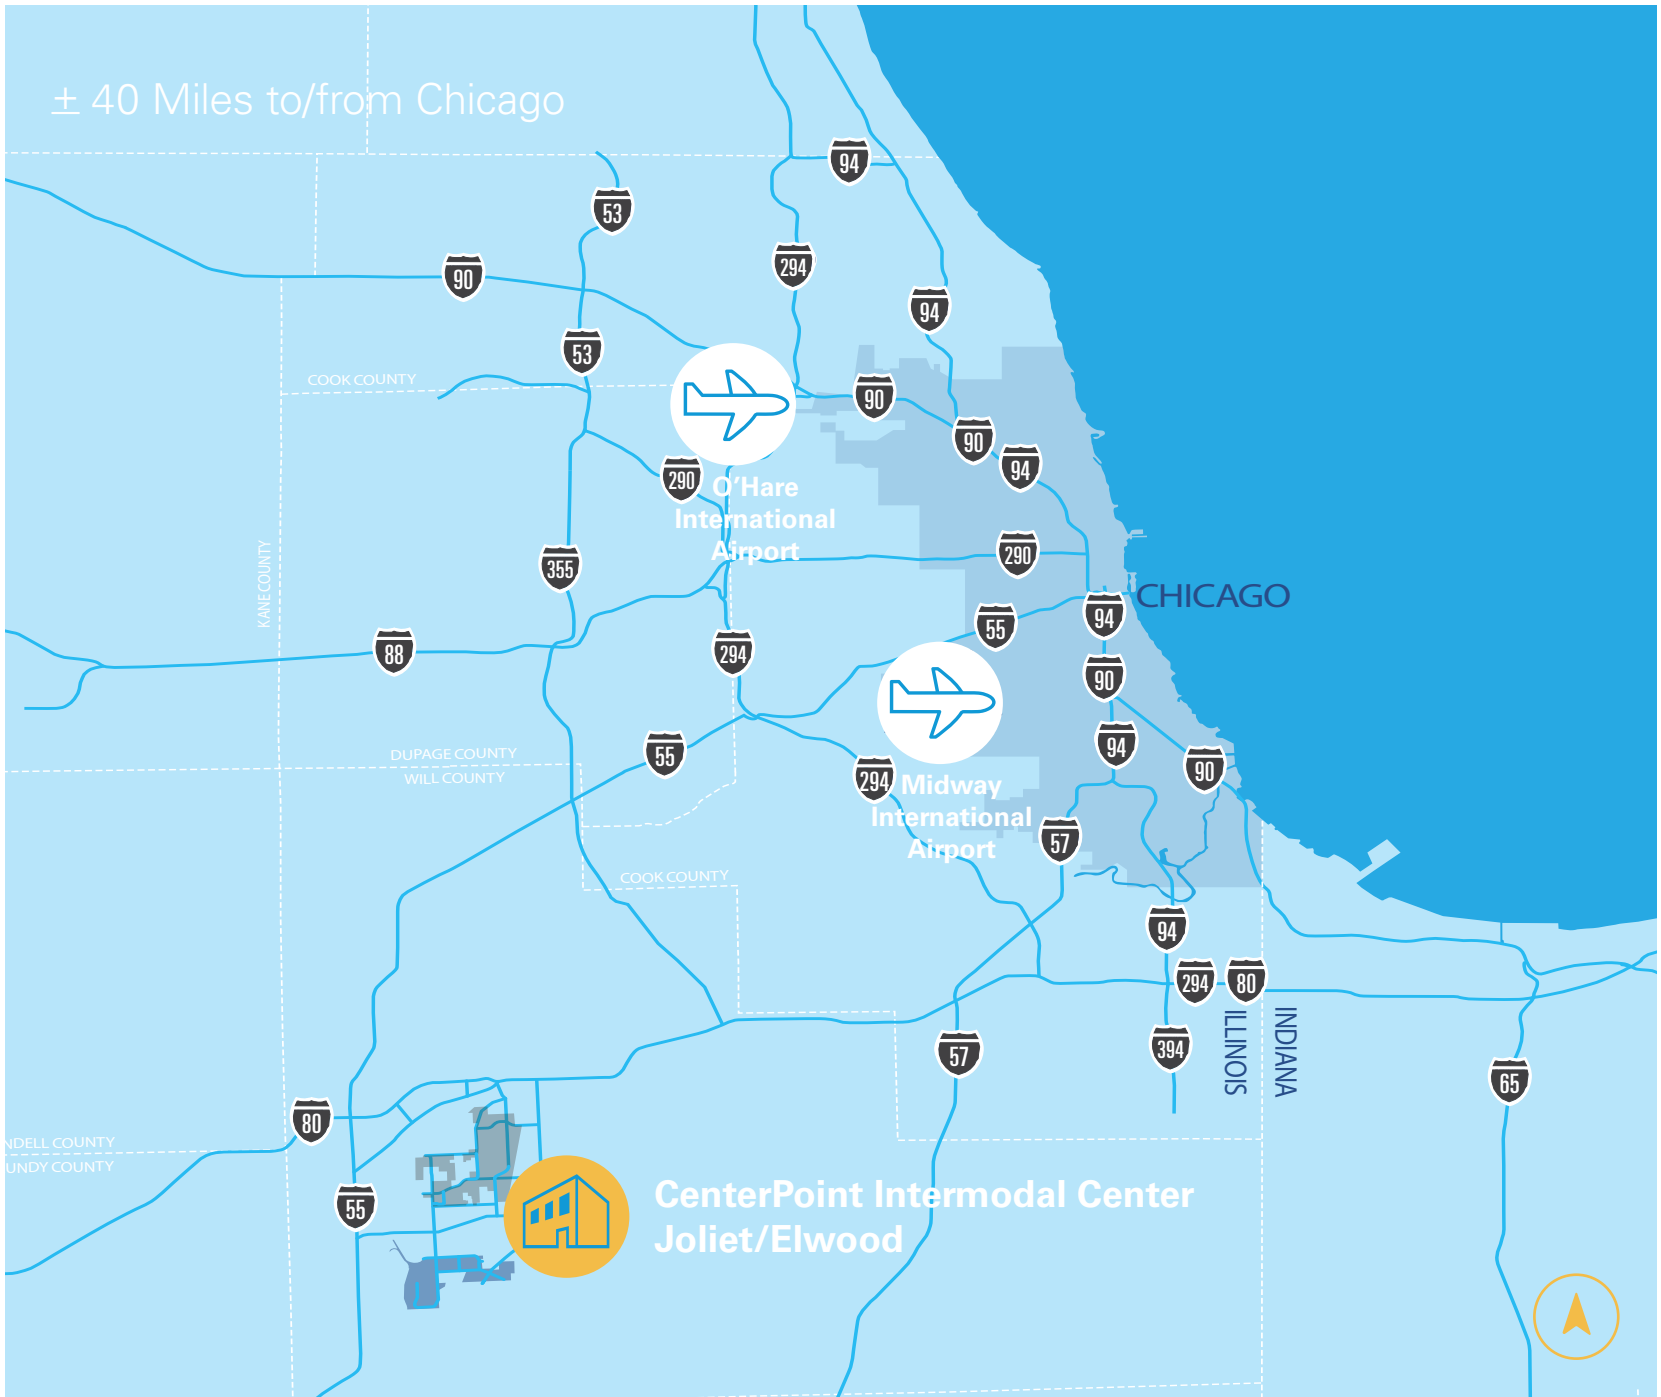 ± 40 Miles to/from Chicago
94
53
294
90
94
53
COOK COUNTY
90
90
94
290
O'Hare
International
Airport
KANE COUNTY
290
355
CHICAGO
94
55
88
294
90
94
55
DUPAGE COUNTY
WILL COUNTY
90
294
Midway
International
Airport
57
COOK COUNTY
94
294
80
ILLINOIS
INDIANA
57
394
65
80
NDELL COUNTY
UNDY COUNTY
55
CenterPoint Intermodal Center
Joliet/Elwood